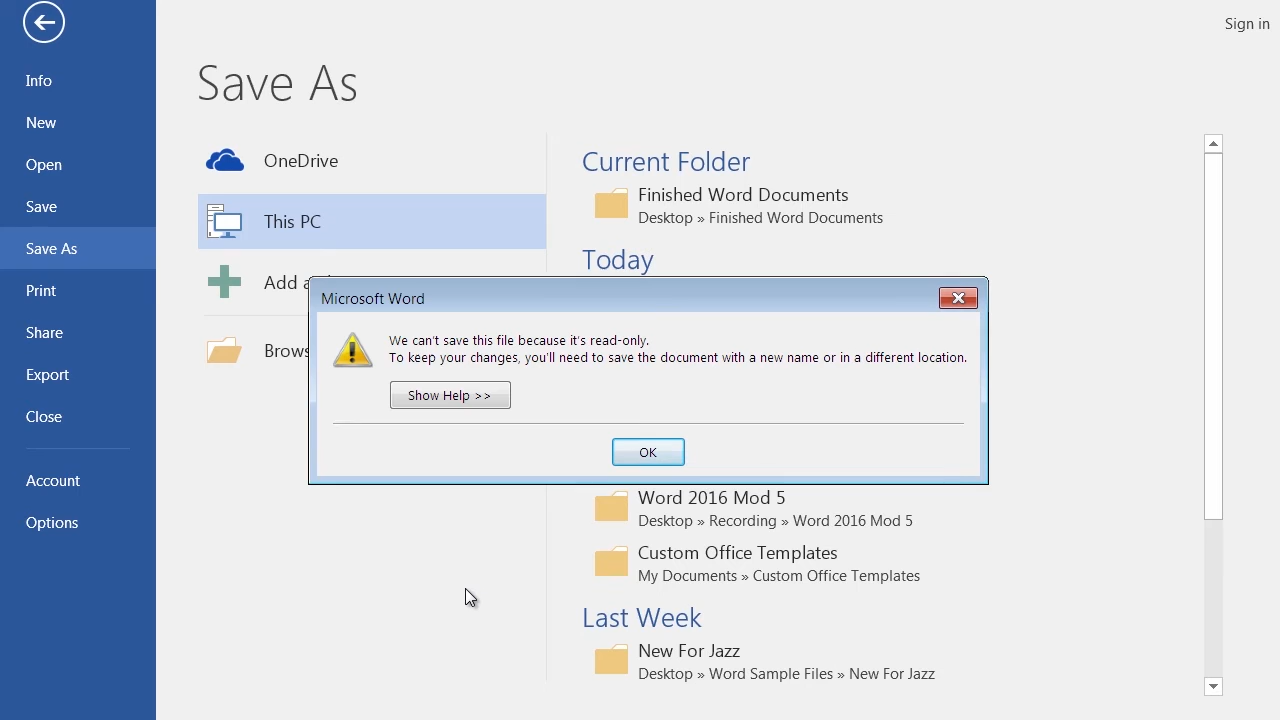 Sign in
Info
New
Open
Save
Save As
Print
Share
Export
Close
Account
Options
Save As
OneDrive
This PC
Add a
Brows
Current Folder
Finished Word Documents
Desktop » Finished Word Documents
Today
Microsoft Word
We can't save this file because it's read-only.
To keep your changes, you'll need to save the document with a new name or in a different location.
Show Help >>
OK
Word 2016 Mod 5
Desktop » Recording » Word 2016 Mod 5
Custom Office Templates
My Documents » Custom Office Templates
Last Week
New For Jazz
Desktop » Word Sample Files » New For Jazz